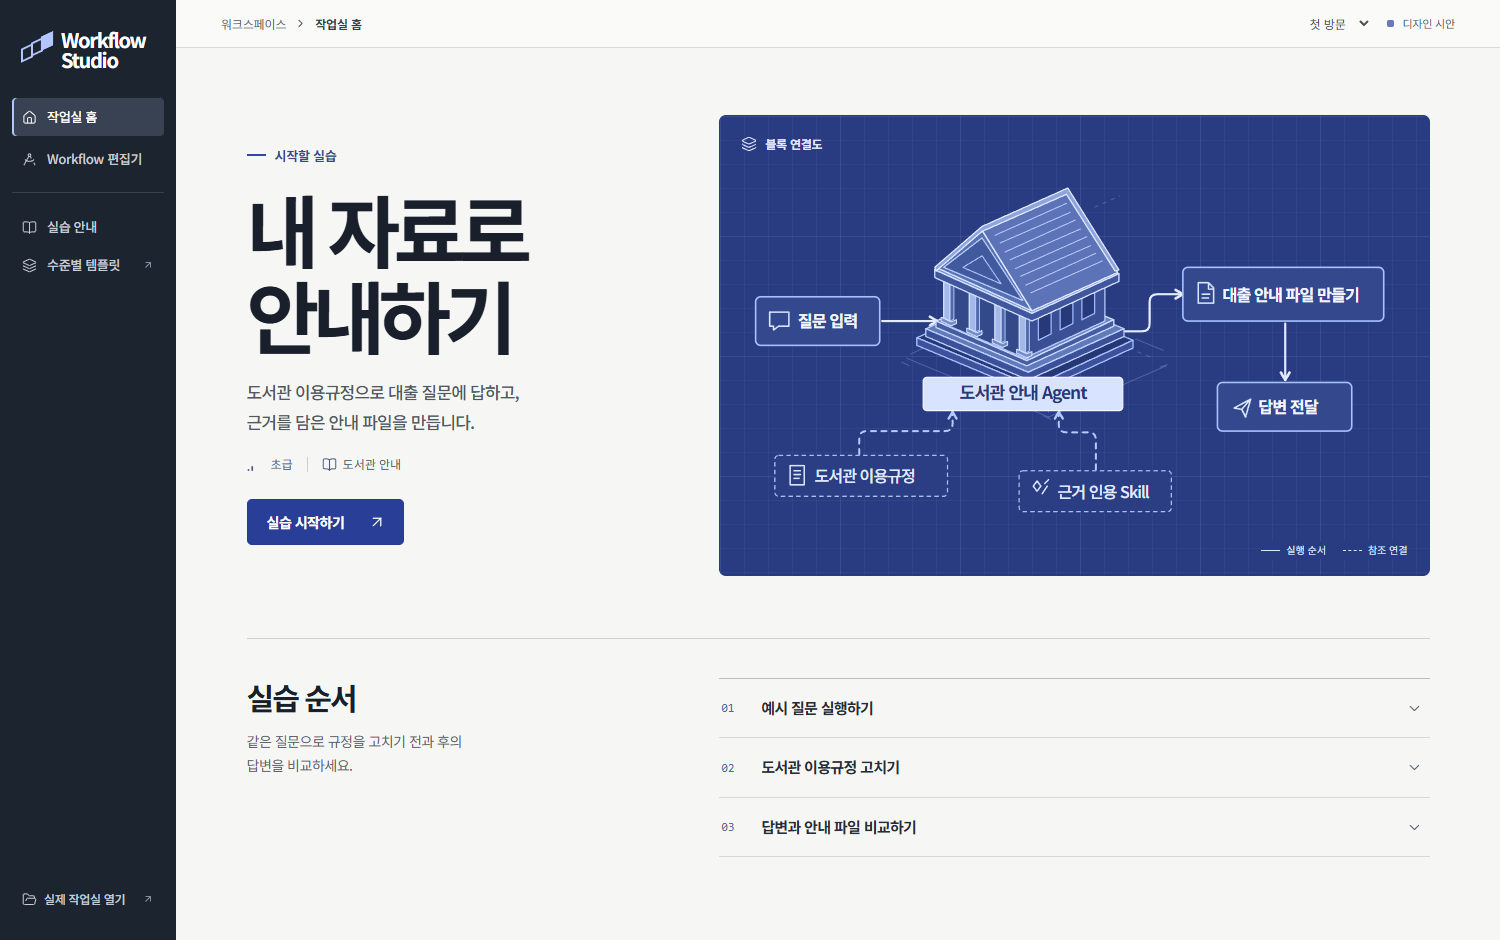 Workflow
Studio
작업실 홈
Workflow 편집기
실습 안내
수준별 템플릿
실제 작업실 열기
워크스페이스
작업실 홈
첫 방문
디자인 시안
시작할 실습
내 자료로
안내하기
도서관 이용규정으로 대출 질문에 답하고,
근거를 담은 안내 파일을 만듭니다.
초급
도서관 안내
실습 시작하기
블록 연결도
질문 입력
대출 안내 파일 만들기
도서관 안내 Agent
답변 전달
도서관 이용규정
근거 인용 Skill
실행 순서
참조 연결
실습 순서
같은 질문으로 규정을 고치기 전과 후의
답변을 비교하세요.
01 예시 질문 실행하기
02 도서관 이용규정 고치기
03 답변과 안내 파일 비교하기